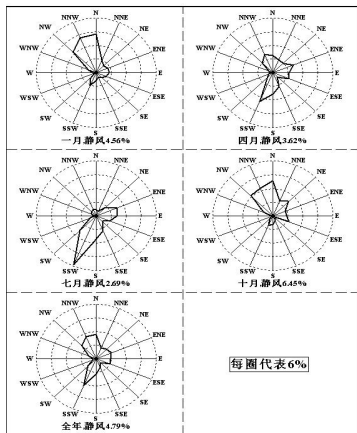 N
NNW NNE
NW NE
WNW ENE
W E
WSW ESE
SW SE
SSW SSE
S
一月,静风4.56%
N
NNW NNE
NW NE
WNW ENE
W E
WSW ESE
SW SE
SSW SSE
S
四月,静风3.62%
N
NNW NNE
NW NE
WNW ENE
W E
WSW ESE
SW SE
SSW SSE
S
七月,静风2.69%
N
NNW NNE
NW NE
WNW ENE
W E
WSW ESE
SW SE
SSW SSE
S
十月,静风6.45%
N
NNW NNE
NW NE
WNW ENE
W E
WSW ESE
SW SE
SSW SSE
S
全年,静风4.79%
每圈代表6%